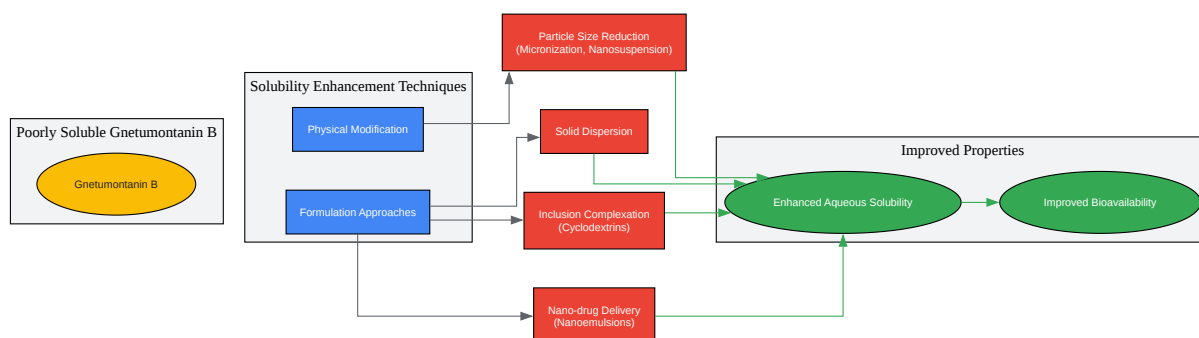 Poorly Soluble Gnetumontanin B
Gnetumontanin B
Solubility Enhancement Techniques
Physical Modification
Formulation Approaches
Particle Size Reduction
(Micronization, Nanosuspension)
Solid Dispersion
Inclusion Complexation
(Cyclodextrins)
Nano-drug Delivery
(Nanoemulsions)
Improved Properties
Enhanced Aqueous Solubility
Improved Bioavailability